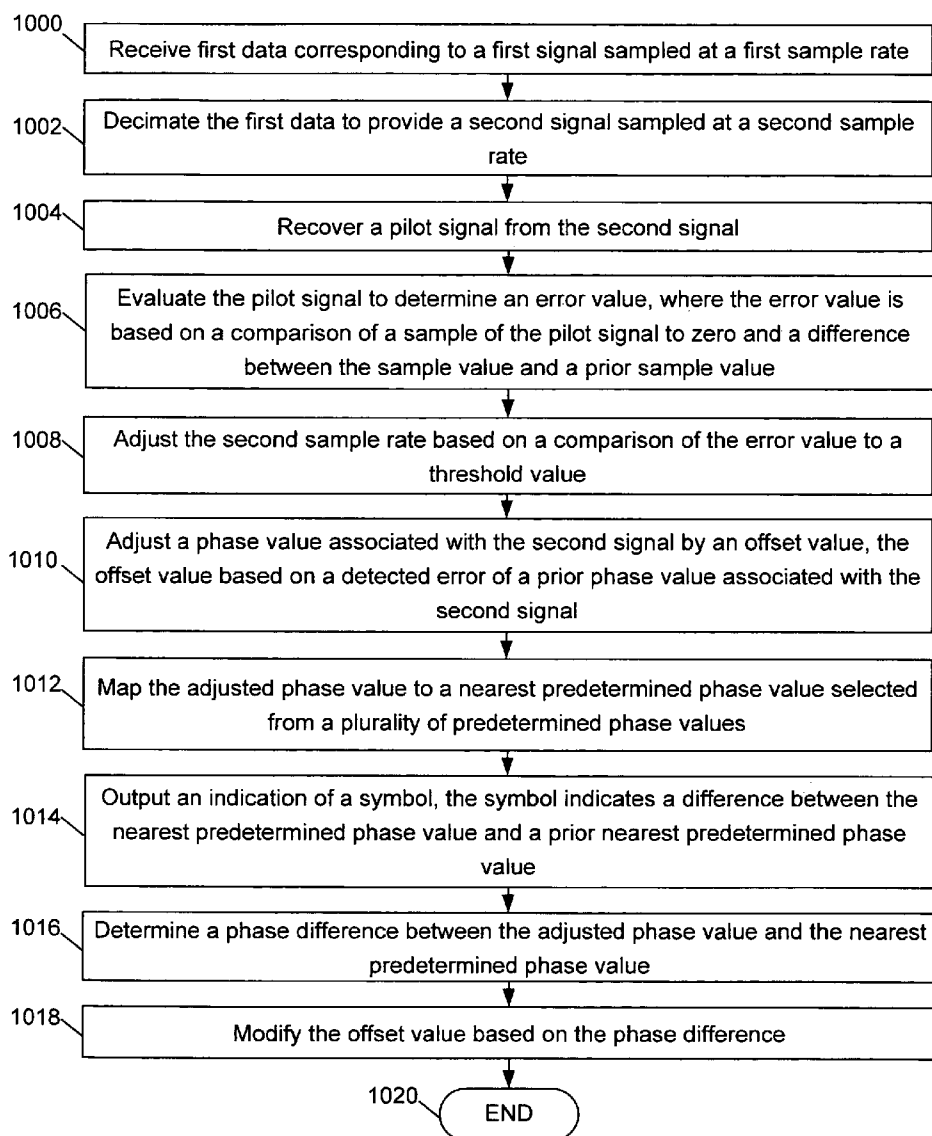 1000
Receive first data corresponding to a first signal sampled at a first sample rate
1002
Decimate the first data to provide a second signal sampled at a second sample
rate
1004
Recover a pilot signal from the second signal
1006
Evaluate the pilot signal to determine an error value, where the error value is
based on a comparison of a sample of the pilot signal to zero and a difference
between the sample value and a prior sample value
1008
Adjust the second sample rate based on a comparison of the error value to a
threshold value
1010
Adjust a phase value associated with the second signal by an offset value, the
offset value based on a detected error of a prior phase value associated with the
second signal
1012
Map the adjusted phase value to a nearest predetermined phase value selected
from a plurality of predetermined phase values
1014
Output an indication of a symbol, the symbol indicates a difference between the
nearest predetermined phase value and a prior nearest predetermined phase
value
1016
Determine a phase difference between the adjusted phase value and the nearest
predetermined phase value
1018
Modify the offset value based on the phase difference
1020
END